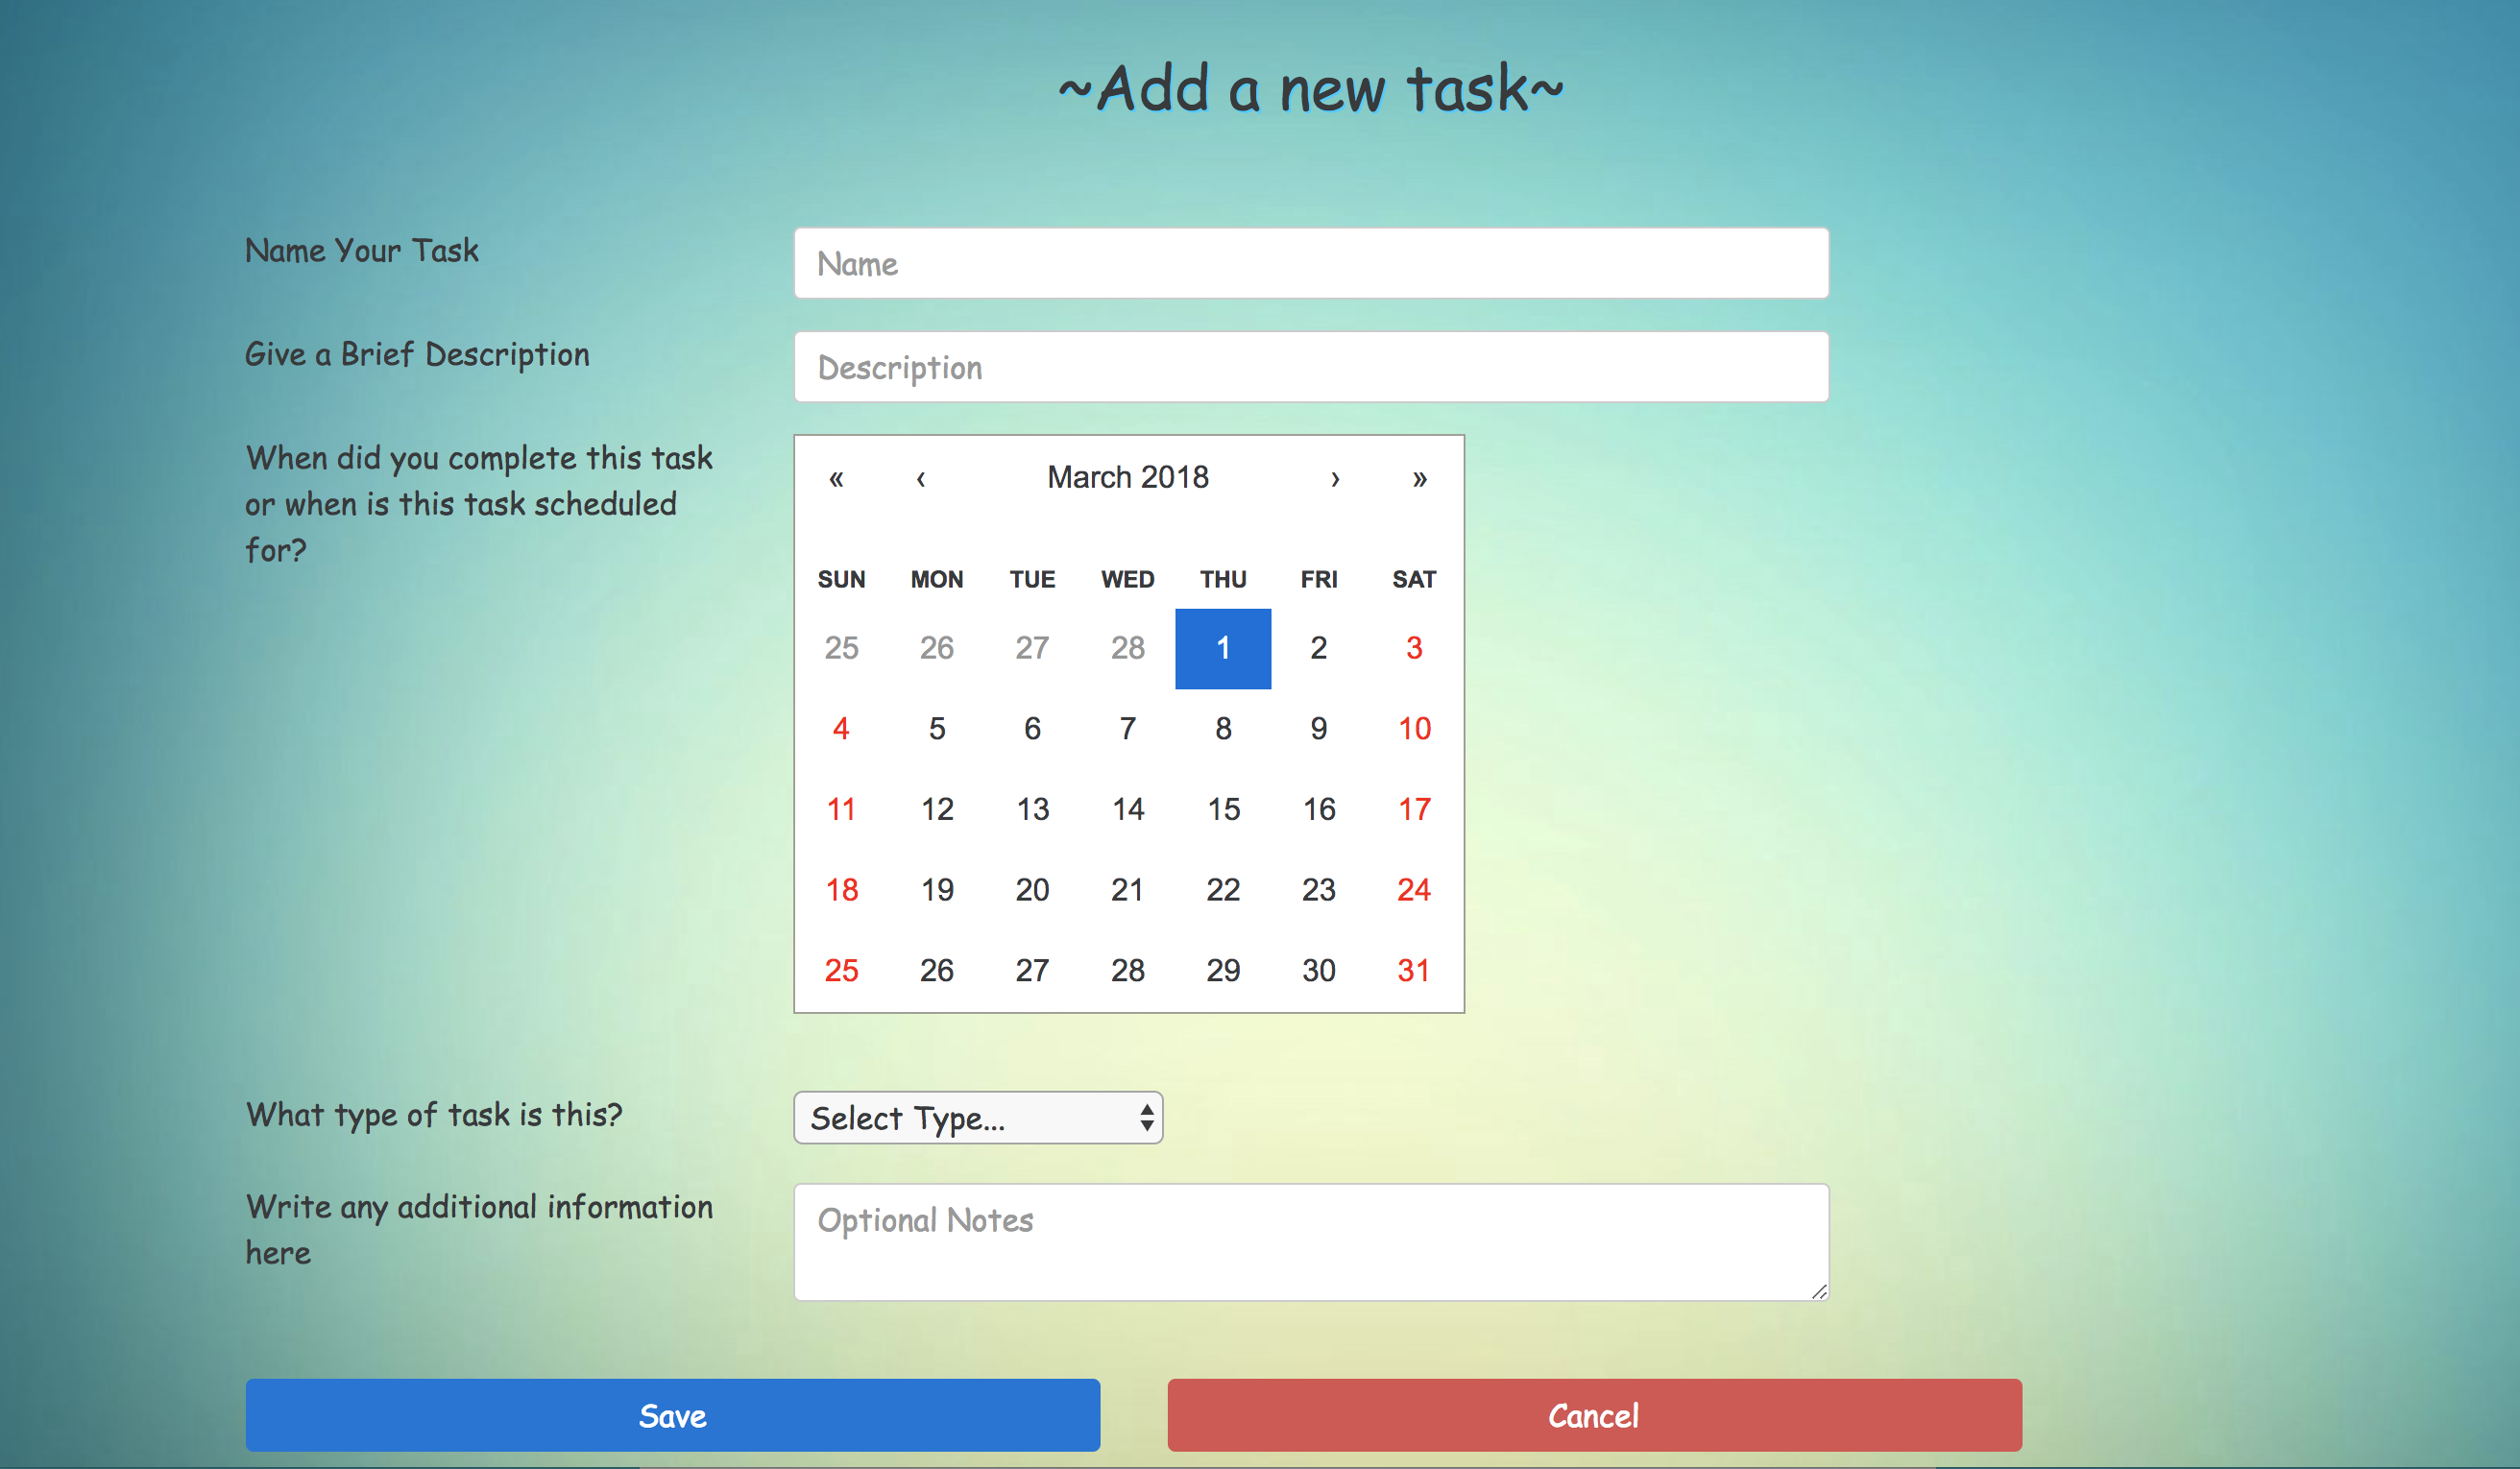 ~Add a new task~
Name Your Task
Name
Give a Brief Description
Description
When did you complete this task
or when is this task scheduled
for?
« ‹ March 2018 › »
SUN MON TUE WED THU FRI SAT
25 26 27 28 1 2 3
4 5 6 7 8 9 10
11 12 13 14 15 16 17
18 19 20 21 22 23 24
25 26 27 28 29 30 31
What type of task is this?
Select Type...
Write any additional information
here
Optional Notes
Save
Cancel